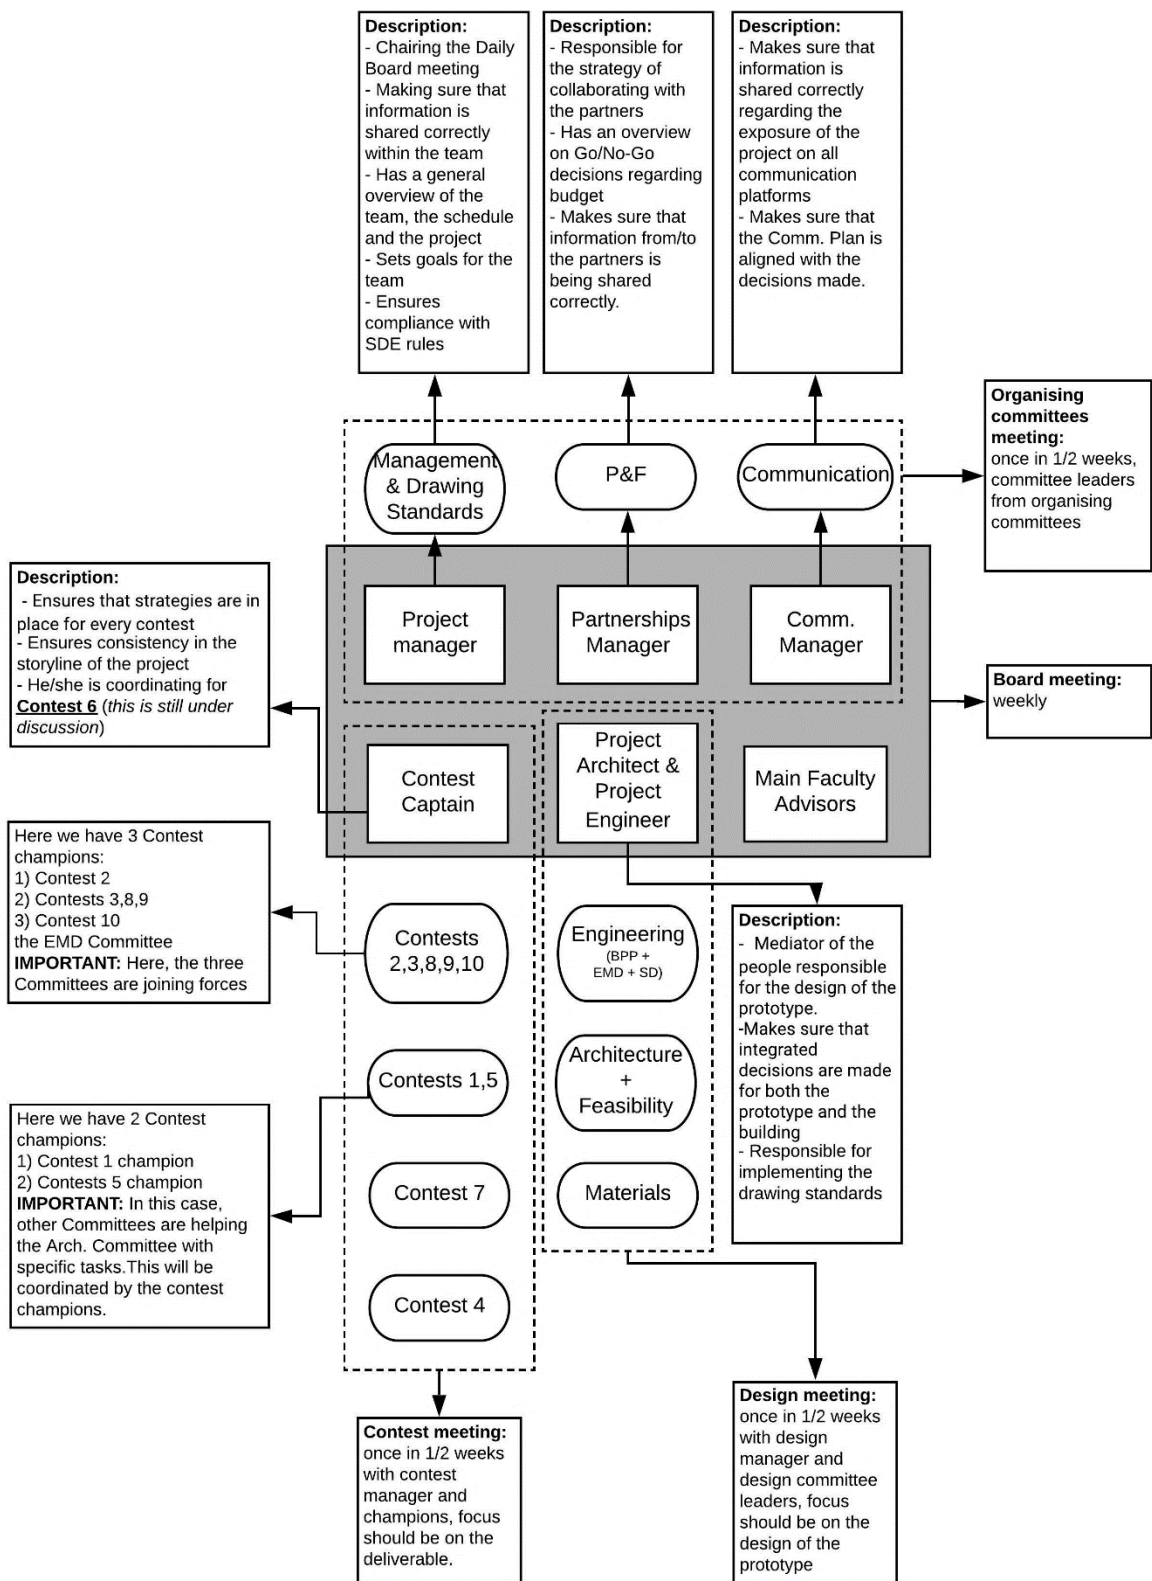 Description:
- Chairing the Daily
Board meeting
- Making sure that
information is
shared correctly
within the team
- Has a general
overview of the
team, the schedule
and the project
- Sets goals for the
team
- Ensures
compliance with
SDE rules
Description:
- Responsible for
the strategy of
collaborating with
the partners
- Has an overview
on Go/No-Go
decisions regarding
budget
- Makes sure that
information from/to
the partners is
being shared
correctly.
Description:
- Makes sure that
information is
shared correctly
regarding the
exposure of the
project on all
communication
platforms
- Makes sure that
the Comm. Plan is
aligned with the
decisions made.
Management
& Drawing
Standards
P&F
Communication
Organising
committees
meeting:
once in 1/2 weeks,
committee leaders
from organising
committees
Project
manager
Partnerships
Manager
Comm.
Manager
Description:
- Ensures that strategies are in
place for every contest
- Ensures consistency in the
storyline of the project
- He/she is coordinating for
Contest 6 (this is still under
discussion)
Board meeting:
weekly
Contest
Captain
Project
Architect &
Project
Engineer
Main Faculty
Advisors
Here we have 3 Contest
champions:
1) Contest 2
2) Contests 3,8,9
3) Contest 10
the EMD Committee
IMPORTANT: Here, the three
Committees are joining forces
Contests
2,3,8,9,10
Engineering
(BPP +
EMD + SD)
Description:
- Mediator of the
people responsible
for the design of the
prototype.
-Makes sure that
integrated
decisions are made
for both the
prototype and the
building
- Responsible for
implementing the
drawing standards
Contests 1,5
Architecture
+
Feasibility
Here we have 2 Contest
champions:
1) Contest 1 champion
2) Contests 5 champion
IMPORTANT: In this case,
other Committees are helping
the Arch. Committee with
specific tasks.This will be
coordinated by the contest
champions.
Contest 7
Materials
Contest 4
Contest meeting:
once in 1/2 weeks
with contest
manager and
champions, focus
should be on the
deliverable.
Design meeting:
once in 1/2 weeks
with design
manager and
design committee
leaders, focus
should be on the
design of the
prototype